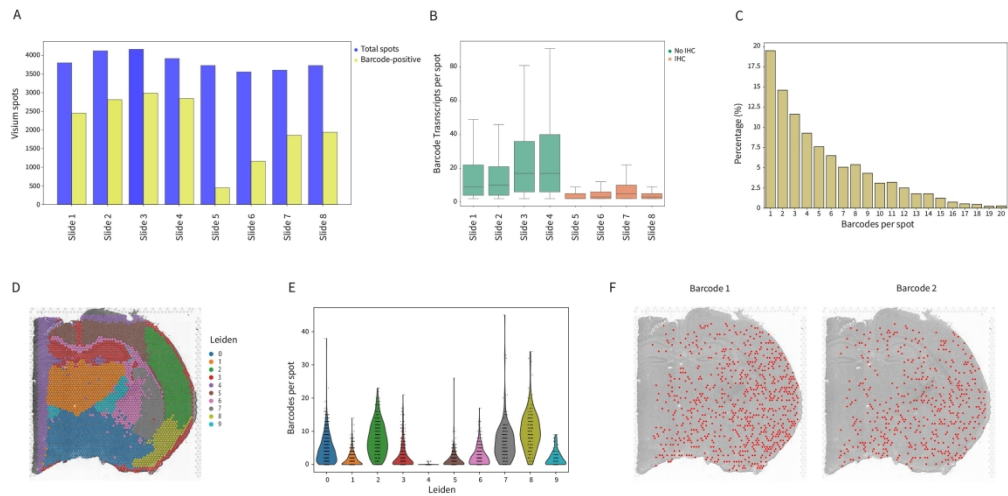 A
Total spots
Barcode-positive
Visium spots
4000
3500
3000
2500
2000
1500
1000
500
0
Slide 1
Slide 2
Slide 3
Slide 4
Slide 5
Slide 6
Slide 7
Slide 8
B
No IHC
IHC
Barcode Trasnscripts per spot
80
60
40
20
0
Slide 1
Slide 2
Slide 3
Slide 4
Slide 5
Slide 6
Slide 7
Slide 8
C
Percentage (%)
20
17.5
15
12.5
10
7.5
5
2.5
0
1 2 3 4 5 6 7 8 9 10 11 12 13 14 15 16 17 18 19 20
Barcodes per spot
D
Leiden
0
1
2
3
4
5
6
7
8
9
E
Barcodes per spot
40
30
20
10
0
0 1 2 3 4 5 6 7 8 9
Leiden
F
Barcode 1
Barcode 2